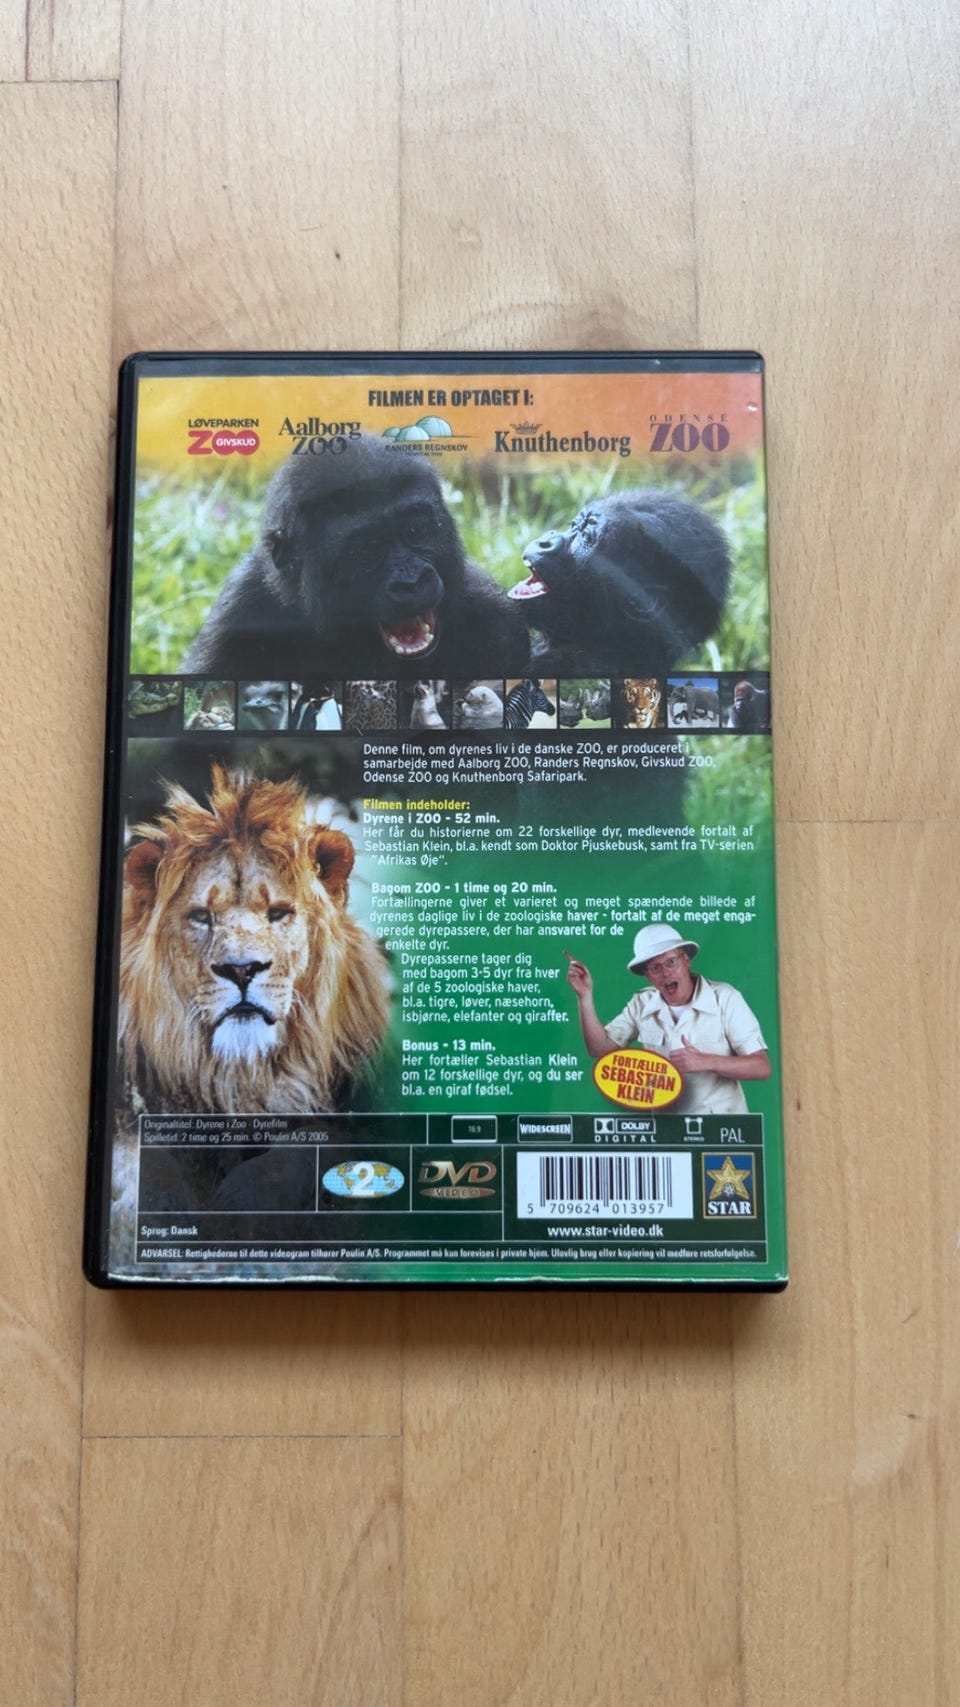 FILMEN ER OPTAGET I:
LØVEPARKEN
ZOO GIVSKUD
Aalborg
ZOO
RANDERS REGNSKOV
TROPICAL ZOO
Knuthenborg
ODENSE
ZOO
Denne film, om dyrenes liv i de danske ZOO, er produceret i
samarbejde med Aalborg ZOO, Randers Regnskov, Givskud ZOO,
Odense ZOO og Knuthenborg Safaripark.
Filmen indeholder:
Dyrene i ZOO - 52 min.
Her får du historierne om 22 forskellige dyr, medlevende fortalt af
Sebastian Klein, bl.a. kendt som Doktor Pjuskebusk, samt fra TV-serien
"Afrikas Øje".
Bagom ZOO - 1 time og 20 min.
Fortællingerne giver et varieret og meget spændende billede af
dyrenes daglige liv i de zoologiske haver - fortalt af de meget enga-
gerede dyrepassere, der har ansvaret for de
enkelte dyr.
Dyrepasserne tager dig
med bagom 3-5 dyr fra hver
af de 5 zoologiske haver,
bl.a. tigre, løver, næsehorn,
isbjørne, elefanter og giraffer.
Bonus - 13 min.
Her fortæller Sebastian Klein
om 12 forskellige dyr, og du ser
bl.a. en giraf fødsel.
FORTÆLLER
SEBASTIAN
KLEIN
Originaltitel: Dyrene i Zoo - Dyrefilm
Spilletid: 2 time og 25 min. © Poulin A/S 2005
16:9
WIDESCREEN
DOLBY
DIGITAL
STEREO
PAL
2
DVD
VIDEO
5 709624 013957
STAR
Sprog: Dansk
www.star-video.dk
ADVARSEL: Rettighederne til dette videogram tilhører Poulin A/S. Programmet må kun forevises i private hjem. Ulovlig brug eller kopiering vil medføre retsforfølgelse.